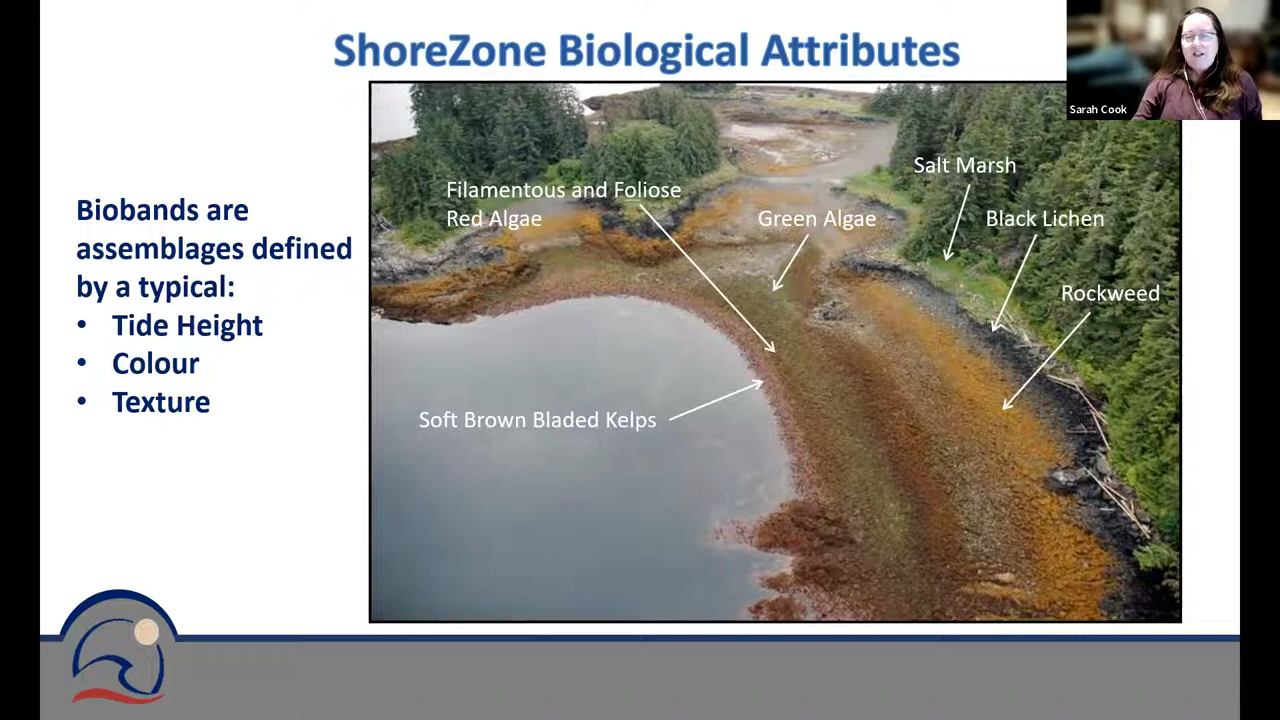 ShoreZone Biological Attributes
Sarah Cook
Biobands are
assemblages defined
by a typical:
• Tide Height
• Colour
• Texture
Filamentous and Foliose
Red Algae
Green Algae
Salt Marsh
Black Lichen
Rockweed
Soft Brown Bladed Kelps